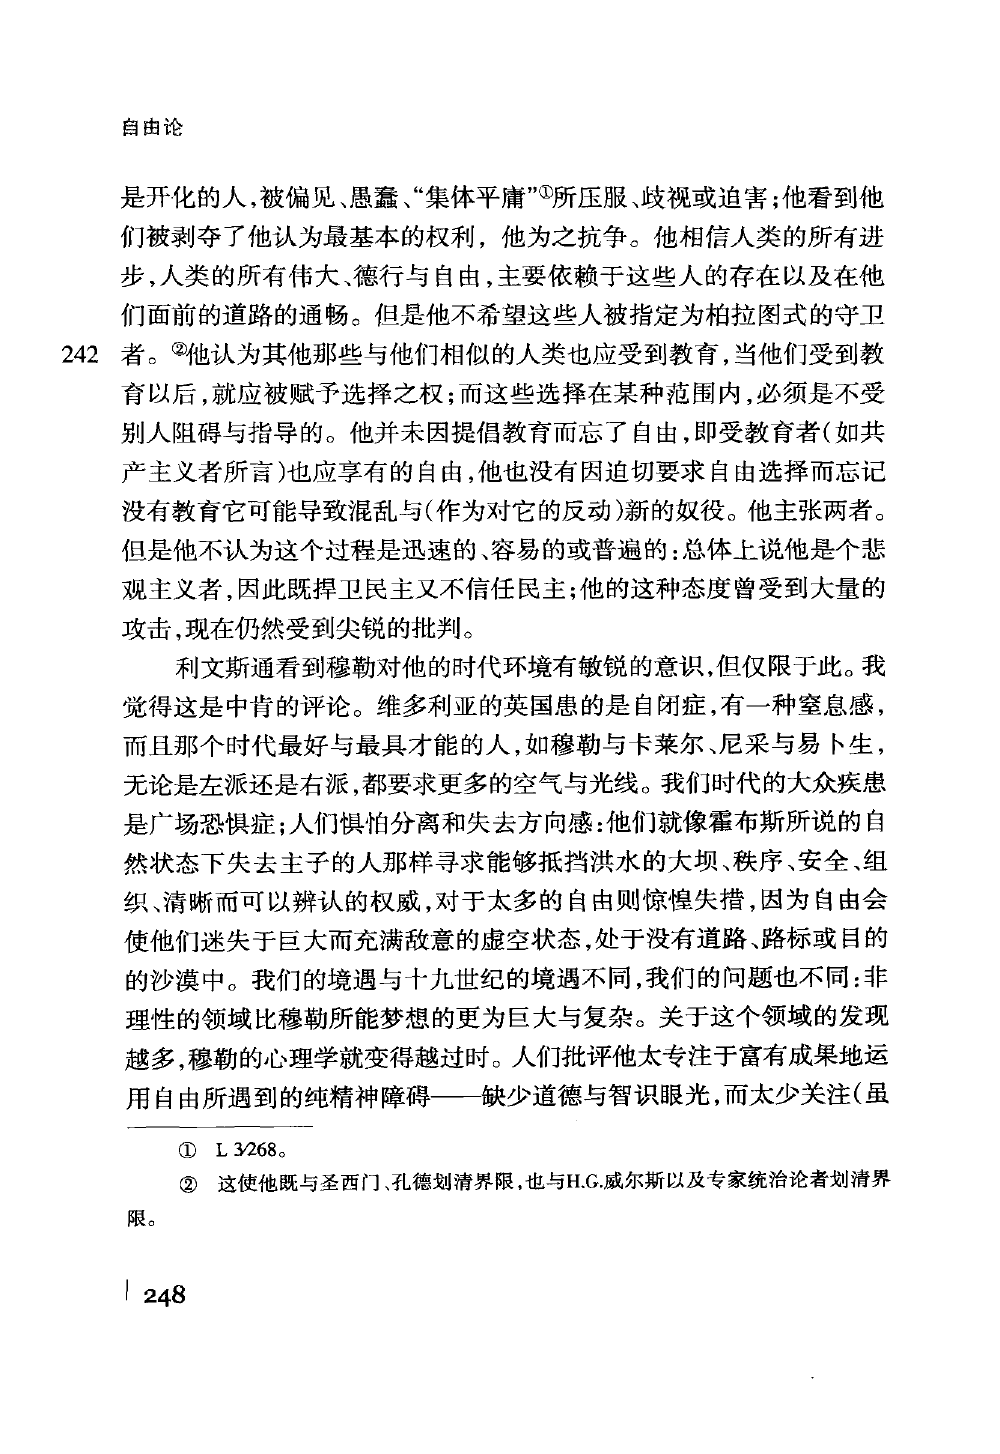 自由论
是开化的人,被偏见、愚蠢、“集体平庸”①所压服、歧视或迫害;他看到他
们被剥夺了他认为最基本的权利，他为之抗争。他相信人类的所有进
步,人类的所有伟大、德行与自由,主要依赖于这些人的存在以及在他
们面前的道路的通畅。但是他不希望这些人被指定为柏拉图式的守卫
242 者。②他认为其他那些与他们相似的人类也应受到教育,当他们受到教
育以后,就应被赋予选择之权;而这些选择在某种范围内,必须是不受
别人阻碍与指导的。他并未因提倡教育而忘了自由,即受教育者(如共
产主义者所言)也应享有的自由,他也没有因迫切要求自由选择而忘记
没有教育它可能导致混乱与(作为对它的反动)新的奴役。他主张两者。
但是他不认为这个过程是迅速的、容易的或普遍的:总体上说他是个悲
观主义者,因此既捍卫民主又不信任民主;他的这种态度曾受到大量的
攻击,现在仍然受到尖锐的批判。
利文斯通看到穆勒对他的时代环境有敏锐的意识,但仅限于此。我
觉得这是中肯的评论。维多利亚的英国患的是自闭症,有一种窒息感,
而且那个时代最好与最具才能的人,如穆勒与卡莱尔、尼采与易卜生,
无论是左派还是右派,都要求更多的空气与光线。我们时代的大众疾患
是广场恐惧症;人们惧怕分离和失去方向感:他们就像霍布斯所说的自
然状态下失去主子的人那样寻求能够抵挡洪水的大坝、秩序、安全、组
织、清晰而可以辨认的权威,对于太多的自由则惊惶失措,因为自由会
使他们迷失于巨大而充满敌意的虚空状态,处于没有道路、路标或目的
的沙漠中。我们的境遇与十九世纪的境遇不同,我们的问题也不同:非
理性的领域比穆勒所能梦想的更为巨大与复杂。关于这个领域的发现
越多,穆勒的心理学就变得越过时。人们批评他太专注于富有成果地运
用自由所遇到的纯精神障碍——缺少道德与智识眼光,而太少关注(虽
① L 3/268。
② 这使他既与圣西门、孔德划清界限,也与H.G.威尔斯以及专家统治论者划清界
限。
248